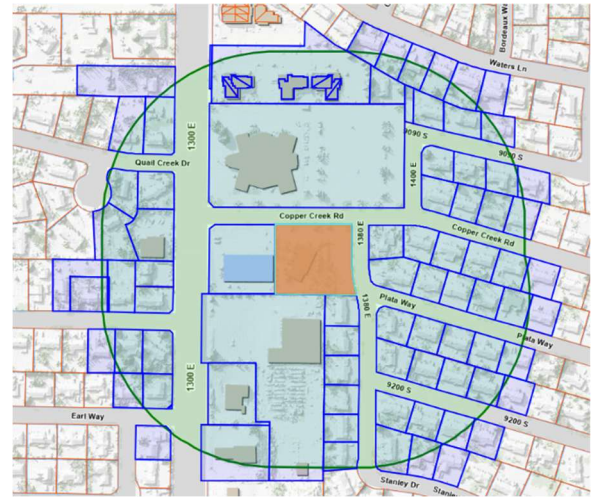 Bordeaux W
Waters Ln
1300 E
9090 S
9090 S
Quail Creek Dr
1400 E
Copper Creek Rd
1380 E
Copper Creek Rd
Plata Way
1380 E
Plata Way
1300 E
9200 S
Earl Way
9200 S
Stanley Dr
Stanle